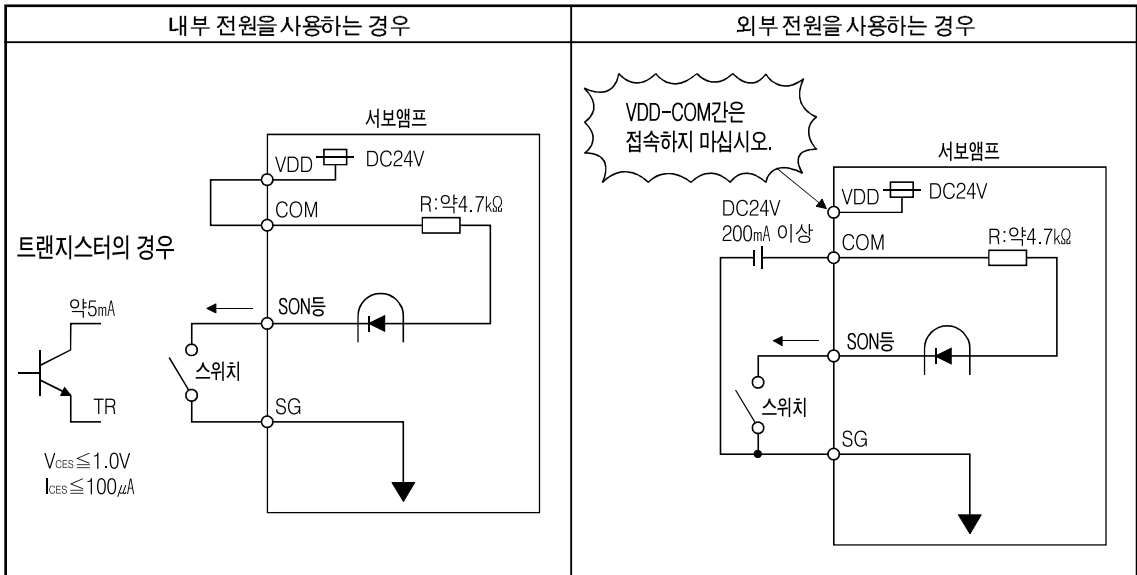 내부 전원을 사용하는 경우
서보앰프
VDD
DC24V
COM
R:약4.7kΩ
트랜지스터의 경우
약5mA
SON등
스위치
TR
SG
VCES≦1.0V
ICES≦100μA
외부 전원을 사용하는 경우
VDD-COM간은
접속하지 마십시오.
서보앰프
VDD
DC24V
DC24V
200mA 이상
COM
R:약4.7kΩ
SON등
스위치
SG